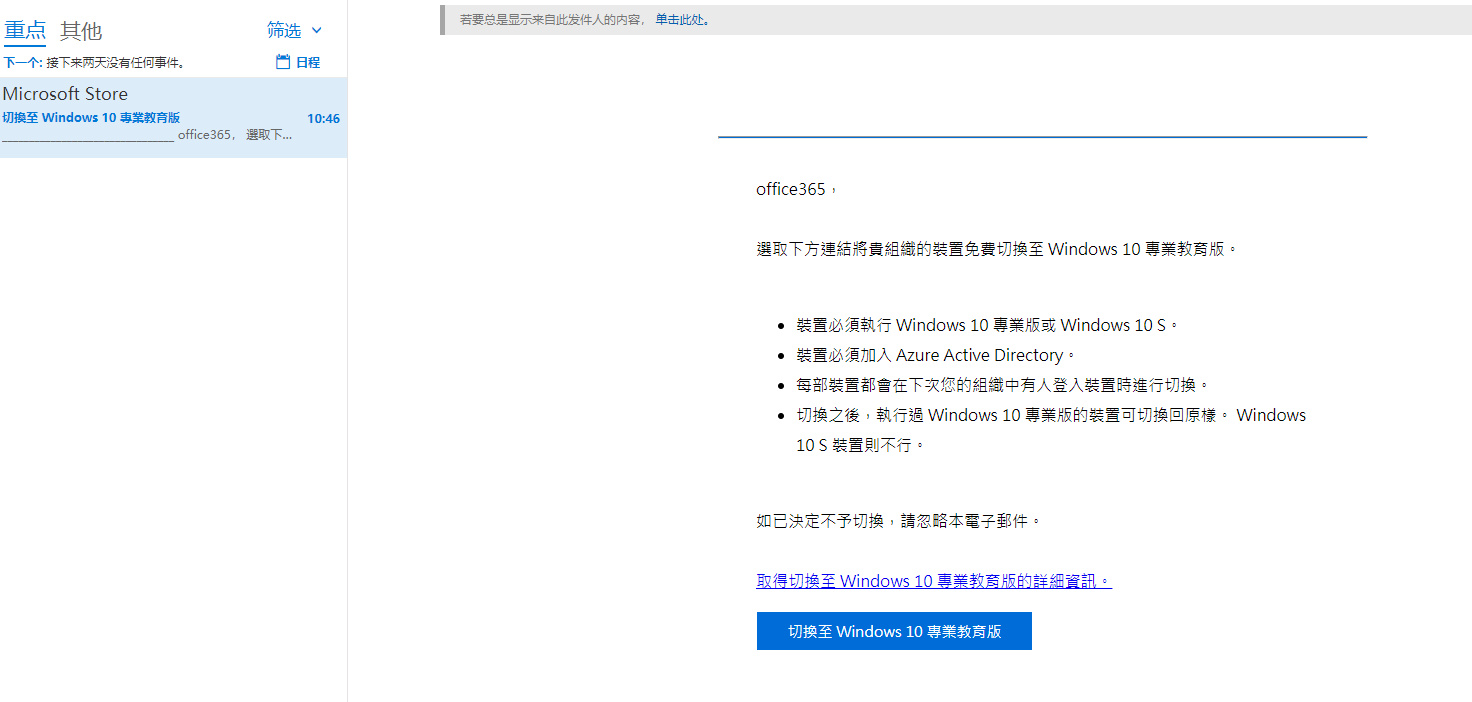 重点 其他 筛选
下一个: 接下来两天没有任何事件。 日程
Microsoft Store
切換至 Windows 10 專業教育版 10:46
office365， 選取下...
若要总是显示来自此发件人的内容， 单击此处。
office365，
選取下方連結將貴組織的裝置免費切換至 Windows 10 專業教育版。
裝置必須執行 Windows 10 專業版或 Windows 10 S。
裝置必須加入 Azure Active Directory。
每部裝置都會在下次您的組織中有人登入裝置時進行切換。
切換之後，執行過 Windows 10 專業版的裝置可切換回原樣。 Windows
10 S 裝置則不行。
如已決定不予切換，請忽略本電子郵件。
取得切換至 Windows 10 專業教育版的詳細資訊。
切換至 Windows 10 專業教育版